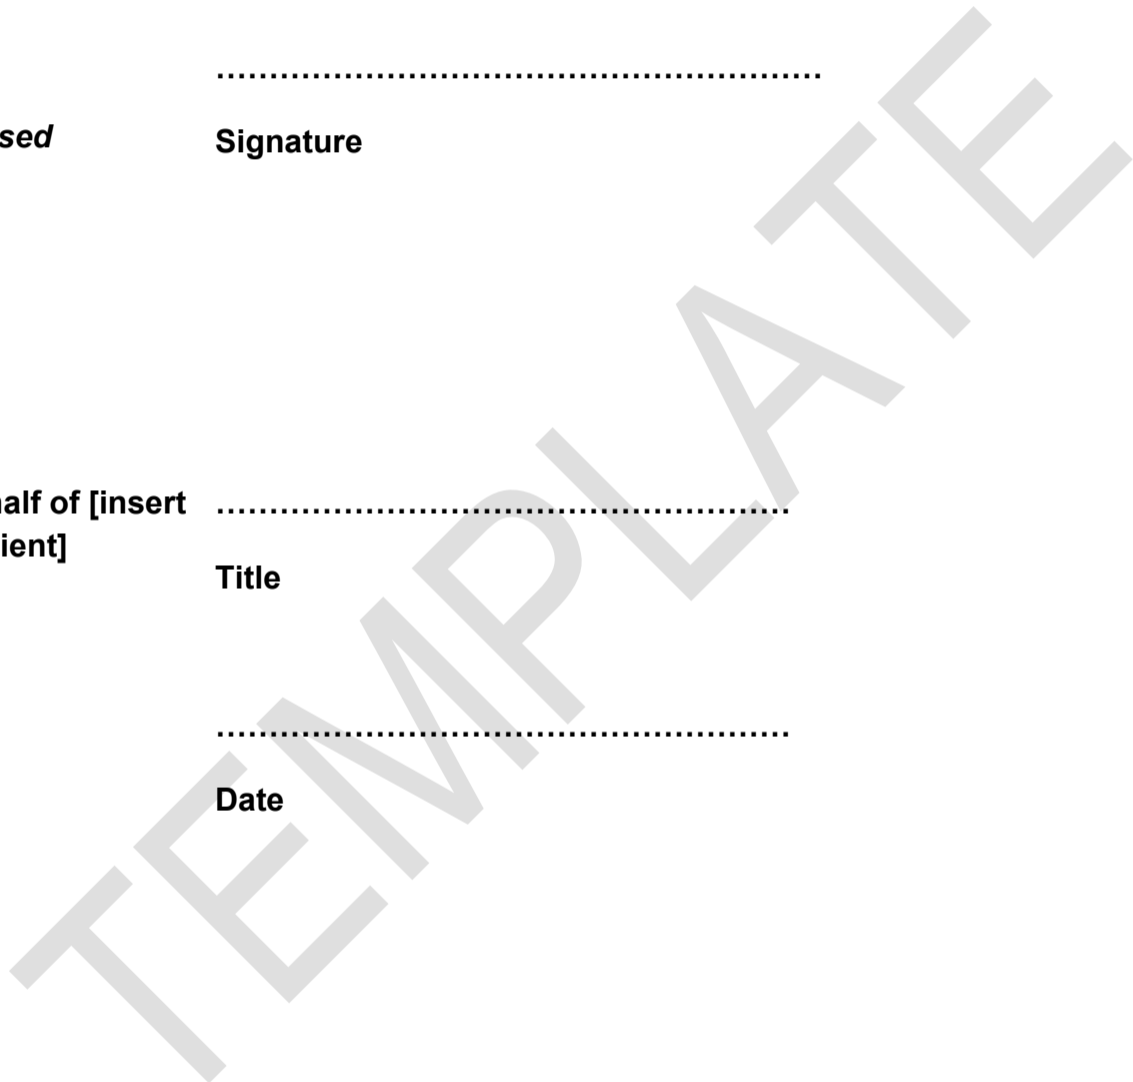 ……………………………………………………
sed Signature
alf of [insert …………………………………………………
ient]
Title
…………………………………………………
Date
TEMPLATE